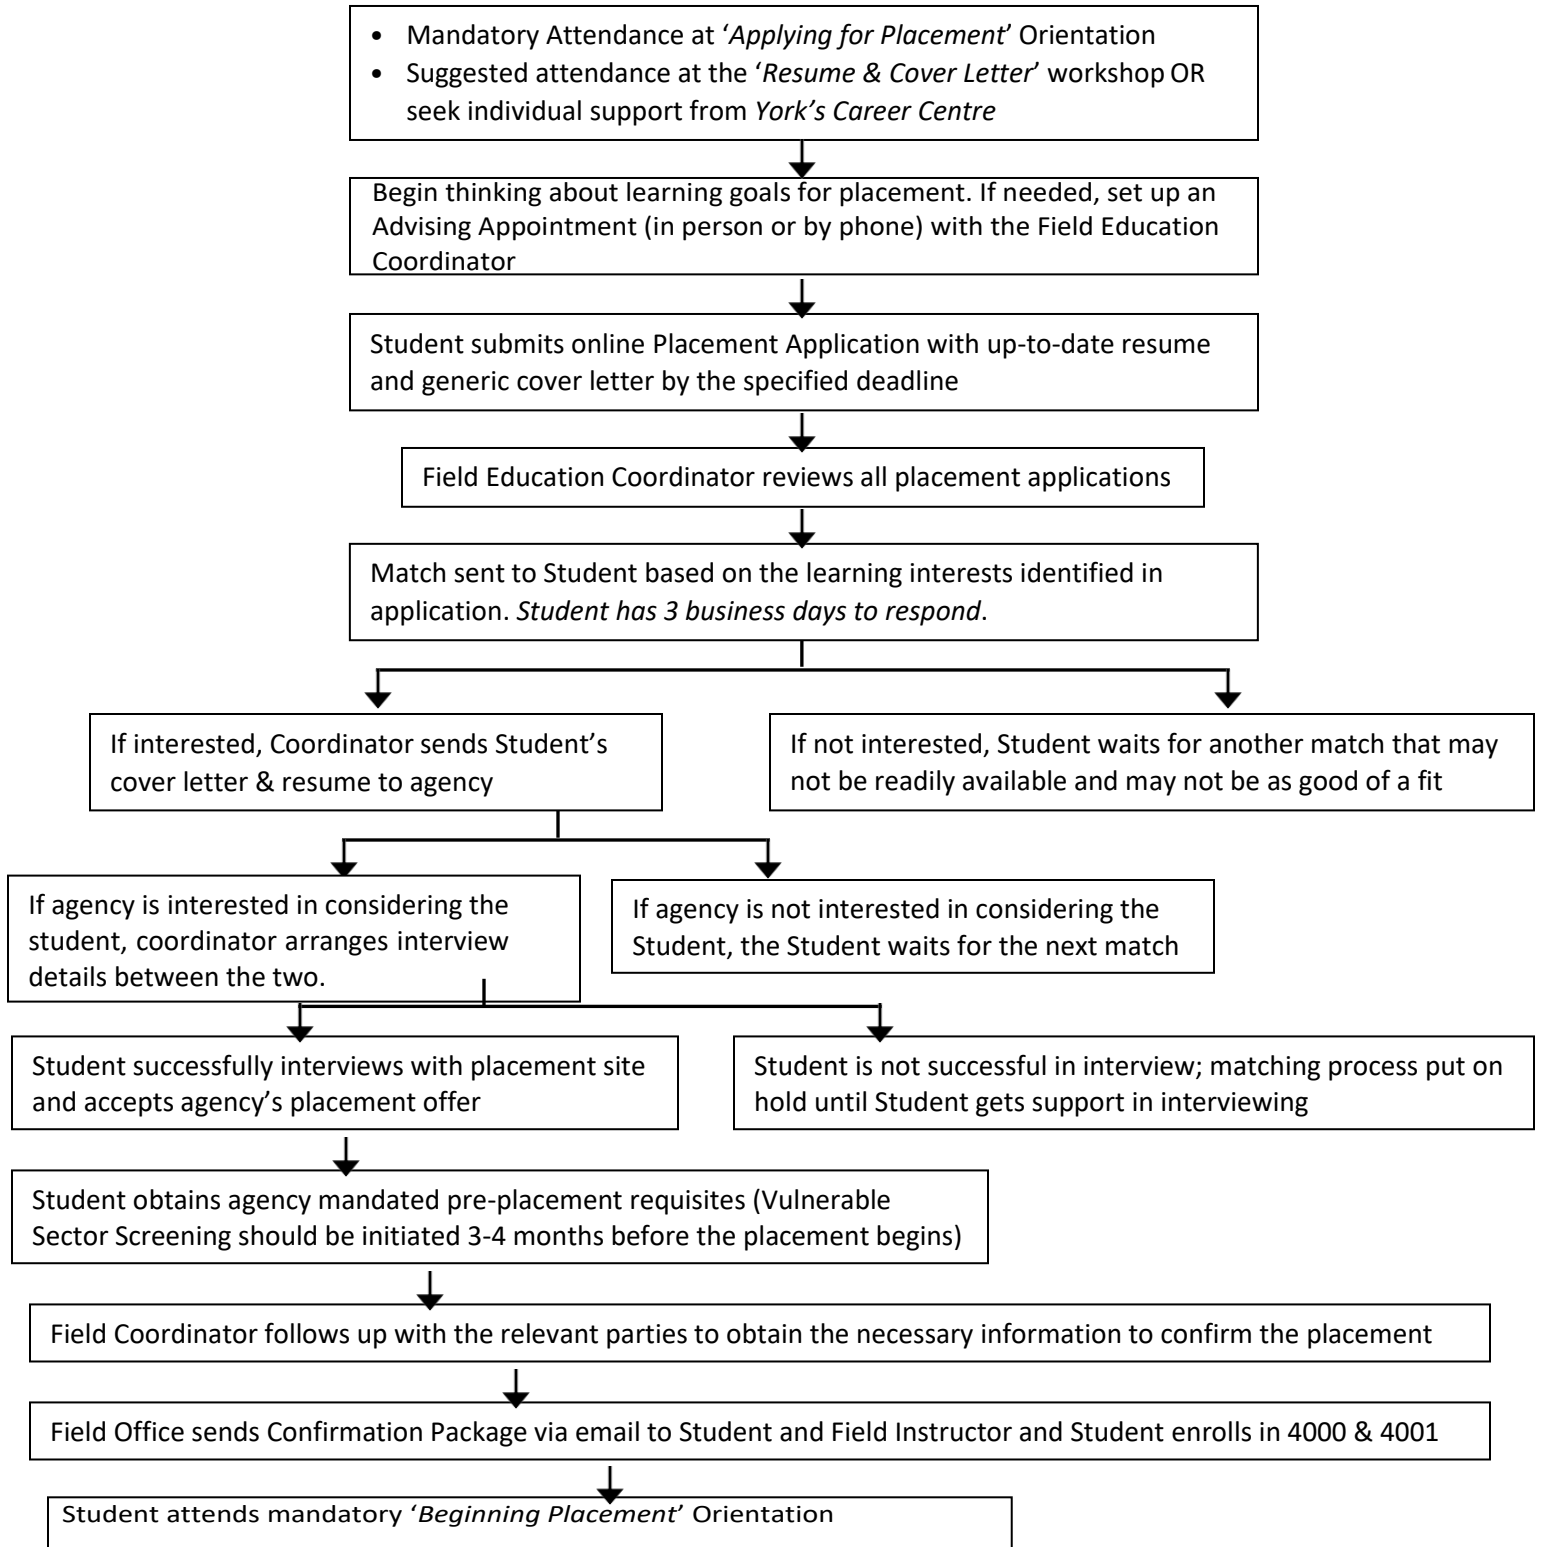 • Mandatory Attendance at ‘Applying for Placement’ Orientation
• Suggested attendance at the ‘Resume & Cover Letter’ workshop OR
seek individual support from York’s Career Centre
Begin thinking about learning goals for placement. If needed, set up an
Advising Appointment (in person or by phone) with the Field Education
Coordinator
Student submits online Placement Application with up-to-date resume
and generic cover letter by the specified deadline
Field Education Coordinator reviews all placement applications
Match sent to Student based on the learning interests identified in
application. Student has 3 business days to respond.
If interested, Coordinator sends Student’s
cover letter & resume to agency
If not interested, Student waits for another match that may
not be readily available and may not be as good of a fit
If agency is interested in considering the
student, coordinator arranges interview
details between the two.
If agency is not interested in considering the
Student, the Student waits for the next match
Student successfully interviews with placement site
and accepts agency’s placement offer
Student is not successful in interview; matching process put on
hold until Student gets support in interviewing
Student obtains agency mandated pre-placement requisites (Vulnerable
Sector Screening should be initiated 3-4 months before the placement begins)
Field Coordinator follows up with the relevant parties to obtain the necessary information to confirm the placement
Field Office sends Confirmation Package via email to Student and Field Instructor and Student enrolls in 4000 & 4001
Student attends mandatory ‘Beginning Placement’ Orientation